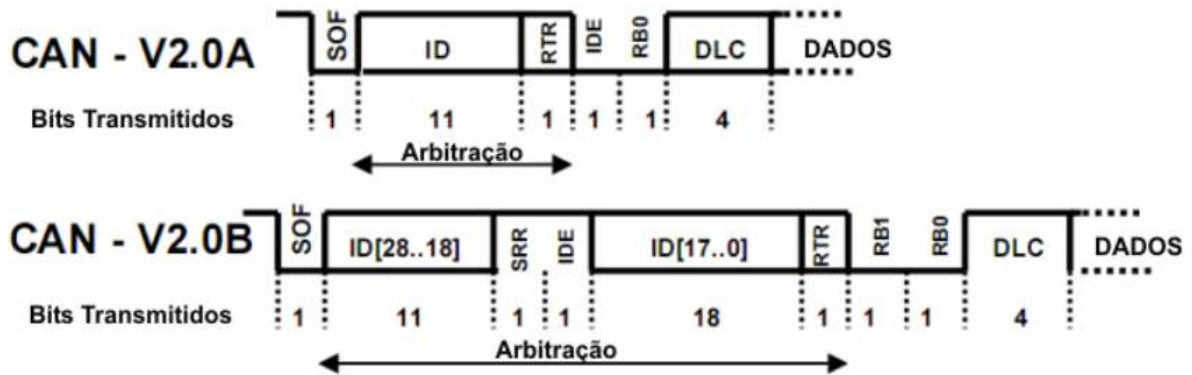 CAN - V2.0A SOF ID RTR IDE RB0 DLC DADOS
Bits Transmitidos 1 11 1 1 1 4
Arbitração
CAN - V2.0B SOF ID[28..18] SRR IDE ID[17..0] RTR RB1 RB0 DLC DADOS
Bits Transmitidos 1 11 1 1 18 1 1 1 4
Arbitração